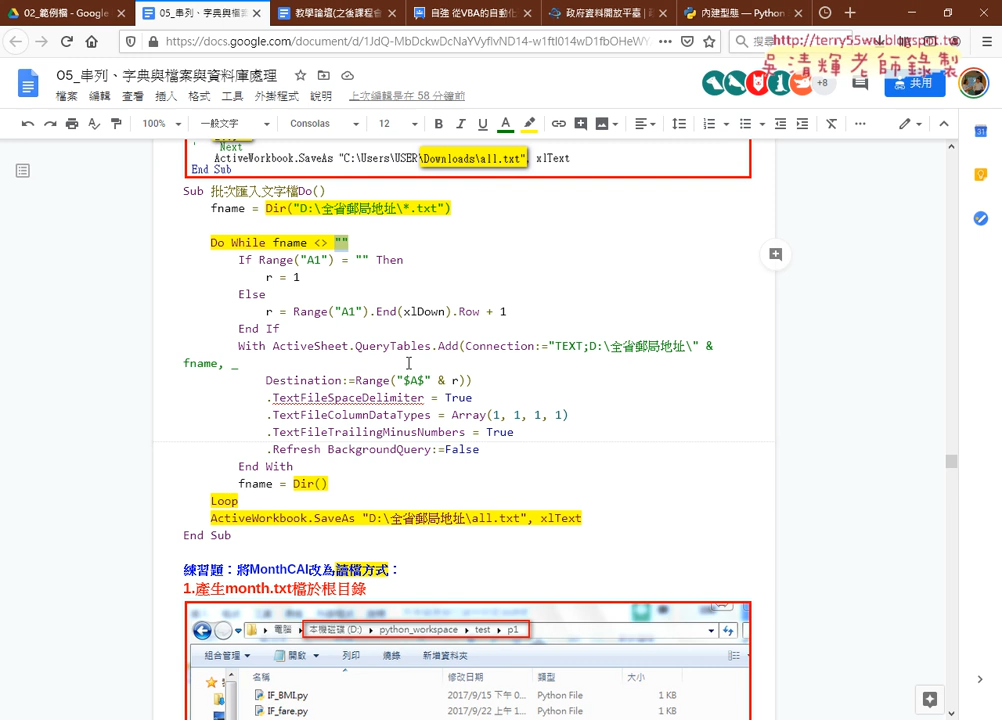 02_範例檔 - Google
05_串列、字典與檔案
教學論壇(之後課程會
自強 從VBA的自動化
政府資料開放平臺
內建型態 — Python
https://docs.google.com/document/d/1JdQ-MbDckwDcNaYVyfivND14-w1ftI014wD1fbOHeWY
http://terry55wu.blogspot.tw
吳清輝老師錄製
05_串列、字典與檔案與資料庫處理
+8
共用
檔案 編輯 查看 插入 格式 工具 外掛程式 說明 上次編輯是在 58 分鐘前
100% 一般文字 Consolas 12
Next
ActiveWorkbook.SaveAs "C:\Users\USER\Downloads\all.txt", xlText
End Sub
Sub 批次匯入文字檔Do()
fname = Dir("D:\全省郵局地址\*.txt")
Do While fname <> ""
If Range("A1") = "" Then
r = 1
Else
r = Range("A1").End(xlDown).Row + 1
End If
With ActiveSheet.QueryTables.Add(Connection:="TEXT;D:\全省郵局地址\" &
fname, _
Destination:=Range("$A$" & r))
.TextFileSpaceDelimiter = True
.TextFileColumnDataTypes = Array(1, 1, 1, 1)
.TextFileTrailingMinusNumbers = True
.Refresh BackgroundQuery:=False
End With
fname = Dir()
Loop
ActiveWorkbook.SaveAs "D:\全省郵局地址\all.txt", xlText
End Sub
練習題：將MonthCAl改為讀檔方式：
1.產生month.txt檔於根目錄
電腦 本機磁碟 (D:) python_workspace test p1
組合管理 開啟 列印 燒錄 新增資料夾
名稱 修改日期 類型 大小
IF_BMI.py 2017/9/15 下午 0... Python File 1 KB
IF_fare.py 2017/9/22 上午 1... Python File 1 KB